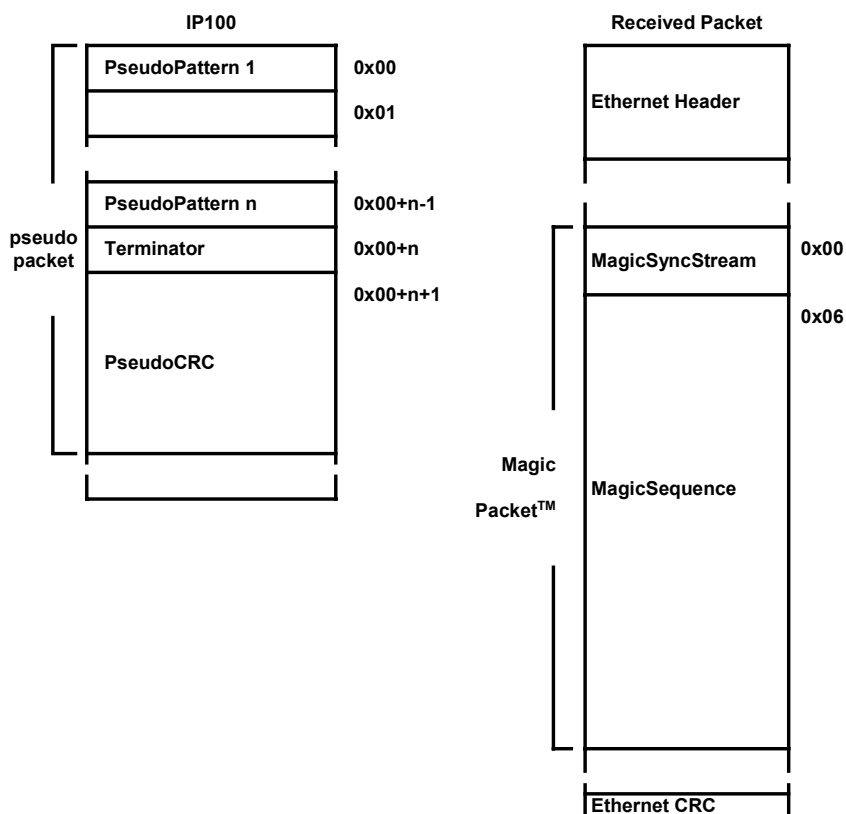 IP100
PseudoPattern 1
0x00
0x01
PseudoPattern n
0x00+n-1
pseudo
packet
Terminator
0x00+n
0x00+n+1
PseudoCRC
Received Packet
Ethernet Header
MagicSyncStream
0x00
0x06
Magic
Packet™
MagicSequence
Ethernet CRC